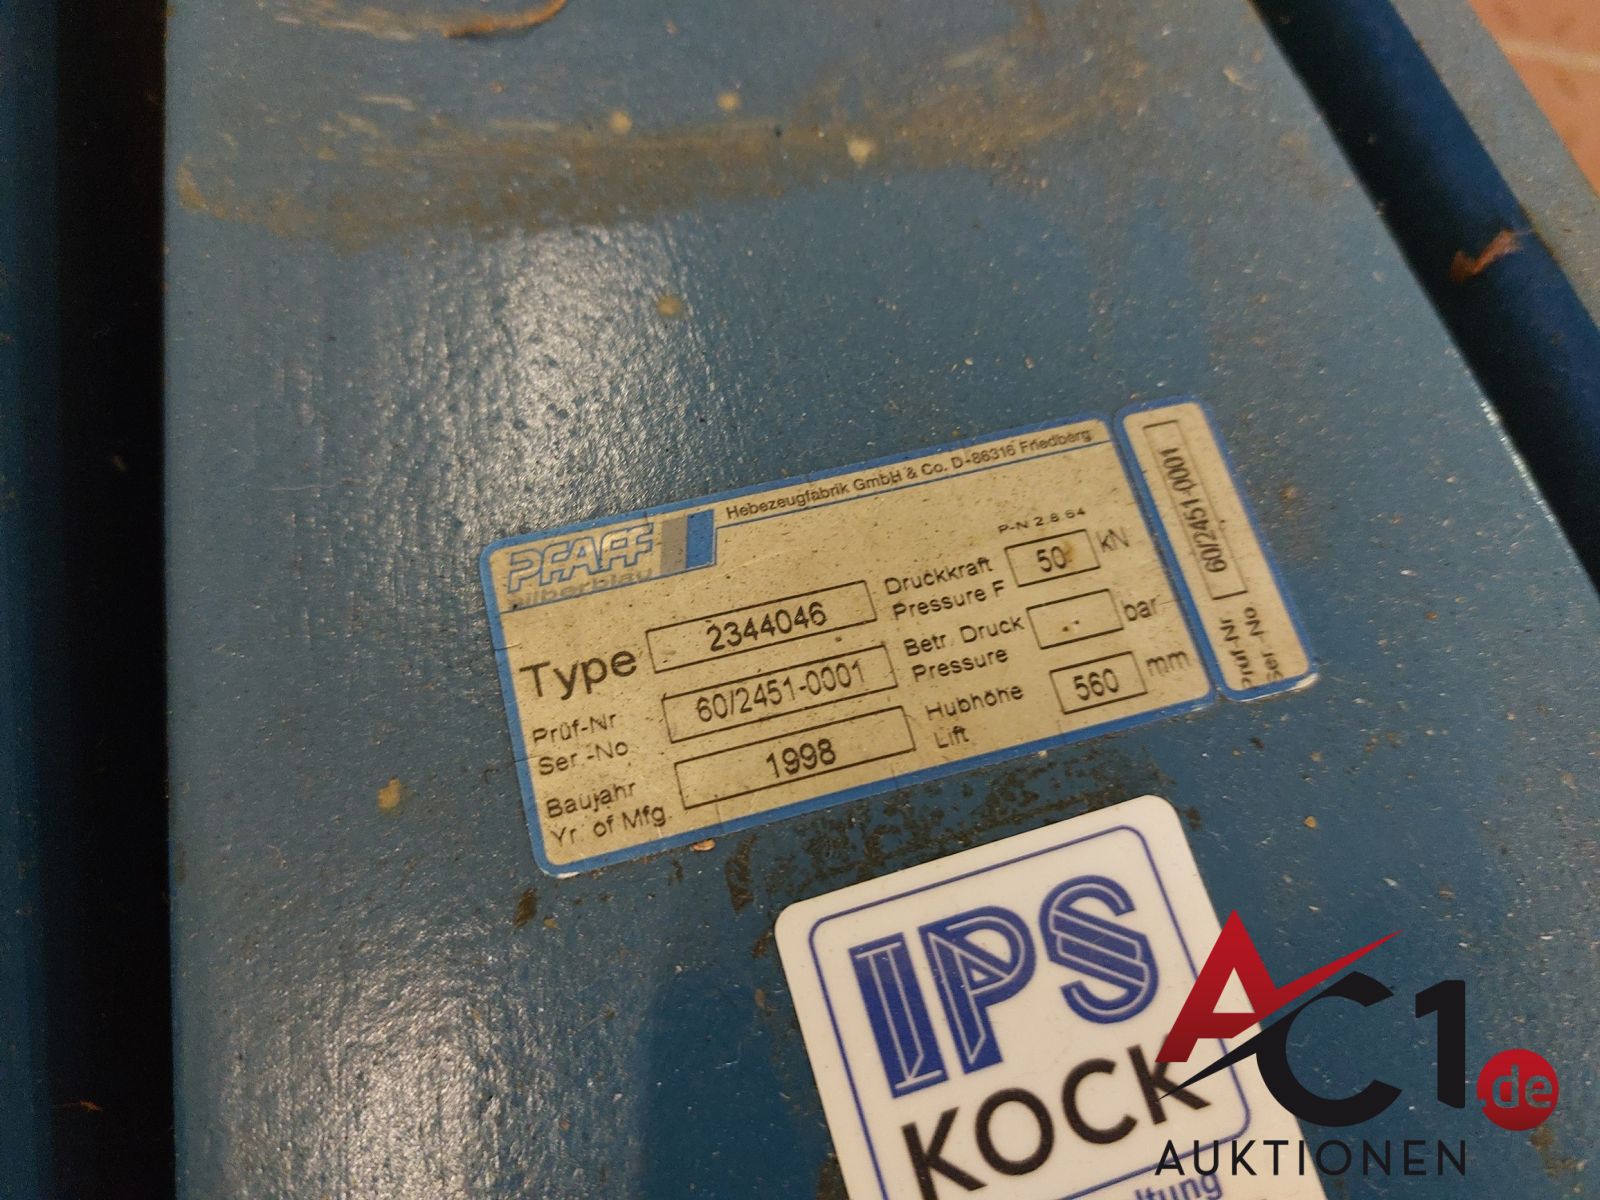 PFAFF
silberblau
Hebezeugfabrik GmbH & Co. D-86316 Friedberg
P-N 2.8 64
Type 2344046
Druckkraft
Pressure F 50 kN
Prüf-Nr
Ser.-No 60/2451-0001
Betr. Druck
Pressure -- bar
Baujahr
Yr. of Mfg 1998
Hubhöhe
Lift 560 mm
60/2451-0001
Prüf-Nr
Ser.-No
IPS
KOCK
AC1.de
AUKTIONEN